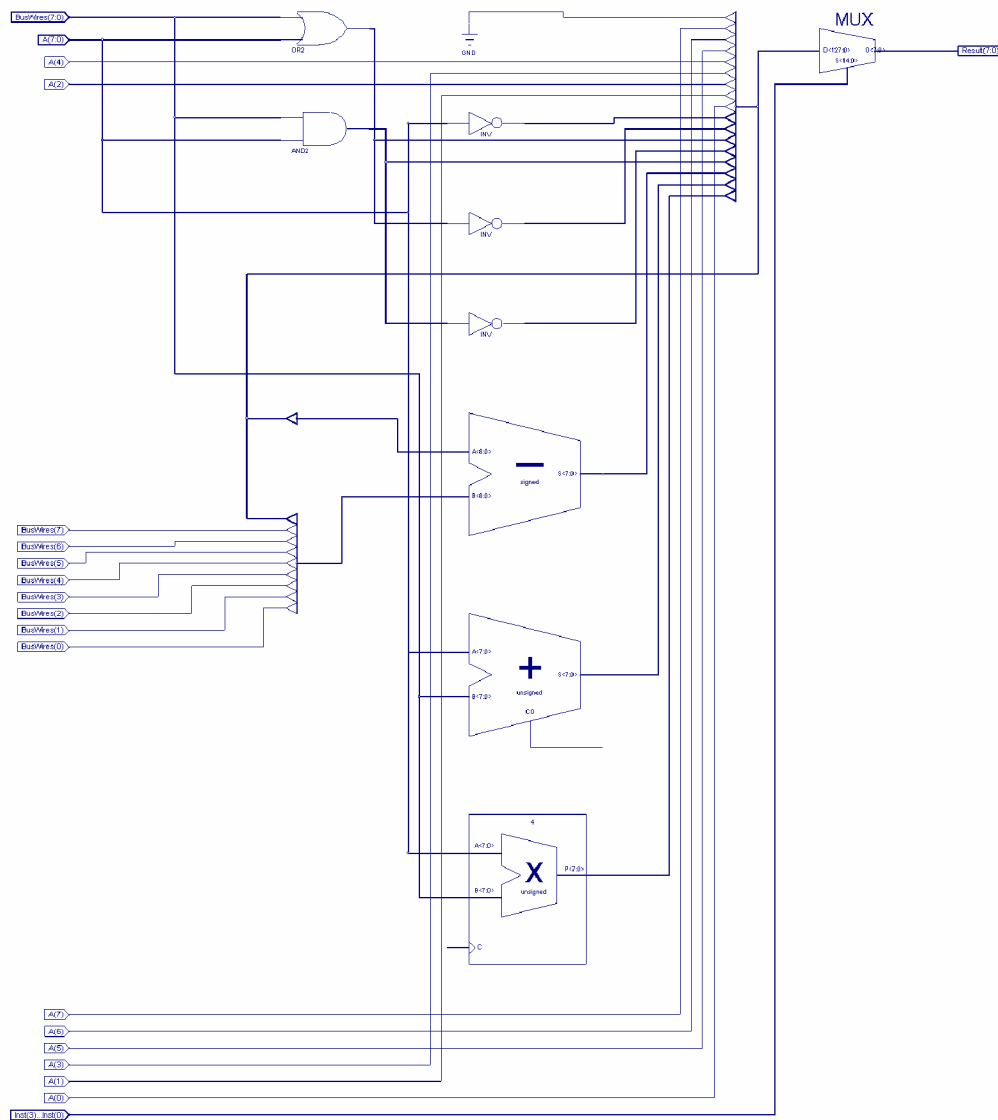 BusWires(7:0)
A(7:0)
OR2
A(4)
A(2)
AND2
GND
MUX
D<127:0>
S<14:0>
Result(7:0)
INV
INV
INV
A<8:0>
B<8:0>
signed
S<7:0>
BusWires(7)
BusWires(6)
BusWires(5)
BusWires(4)
BusWires(3)
BusWires(2)
BusWires(1)
BusWires(0)
A<7:0>
+
B<7:0>
unsigned
S<7:0>
CO
4
A<7:0>
X
B<7:0>
unsigned
P<7:0>
C
A(7)
A(6)
A(5)
A(3)
A(1)
A(0)
Inst(3)...Inst(0)